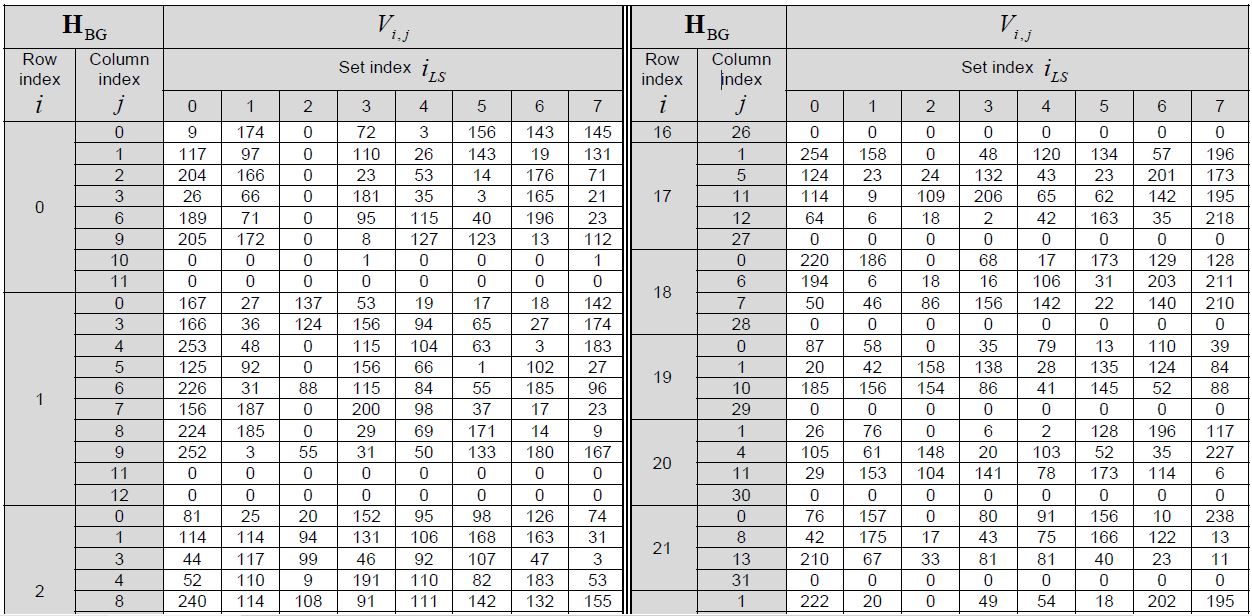 H BG V i,j H BG V i,j
Row index i Column index j Set index i LS Row index i Column index j Set index i LS
0 1 2 3 4 5 6 7 0 1 2 3 4 5 6 7
0 9 174 0 72 3 156 143 145 16 26 0 0 0 0 0 0 0 0
1 117 97 0 110 26 143 19 131 1 254 158 0 48 120 134 57 196
2 204 166 0 23 53 14 176 71 5 124 23 24 132 43 23 201 173
0 3 26 66 0 181 35 3 165 21 17 11 114 9 109 206 65 62 142 195
6 189 71 0 95 115 40 196 23 12 64 6 18 2 42 163 35 218
9 205 172 0 8 127 123 13 112 27 0 0 0 0 0 0 0 0
10 0 0 0 1 0 0 0 1 0 220 186 0 68 17 173 129 128
11 0 0 0 0 0 0 0 0 18 6 194 6 18 16 106 31 203 211
0 167 27 137 53 19 17 18 142 7 50 46 86 156 142 22 140 210
3 166 36 124 156 94 65 27 174 28 0 0 0 0 0 0 0 0
4 253 48 0 115 104 63 3 183 0 87 58 0 35 79 13 110 39
5 125 92 0 156 66 1 102 27 19 1 20 42 158 138 28 135 124 84
1 6 226 31 88 115 84 55 185 96 10 185 156 154 86 41 145 52 88
7 156 187 0 200 98 37 17 23 29 0 0 0 0 0 0 0 0
8 224 185 0 29 69 171 14 9 1 26 76 0 6 2 128 196 117
9 252 3 55 31 50 133 180 167 20 4 105 61 148 20 103 52 35 227
11 0 0 0 0 0 0 0 0 11 29 153 104 141 78 173 114 6
12 0 0 0 0 0 0 0 0 30 0 0 0 0 0 0 0 0
0 81 25 20 152 95 98 126 74 0 76 157 0 80 91 156 10 238
1 114 114 94 131 106 168 163 31 21 8 42 175 17 43 75 166 122 13
3 44 117 99 46 92 107 47 3 13 210 67 33 81 81 40 23 11
2 4 52 110 9 191 110 82 183 53 31 0 0 0 0 0 0 0 0
8 240 114 108 91 111 142 132 155 1 222 20 0 49 54 18 202 195